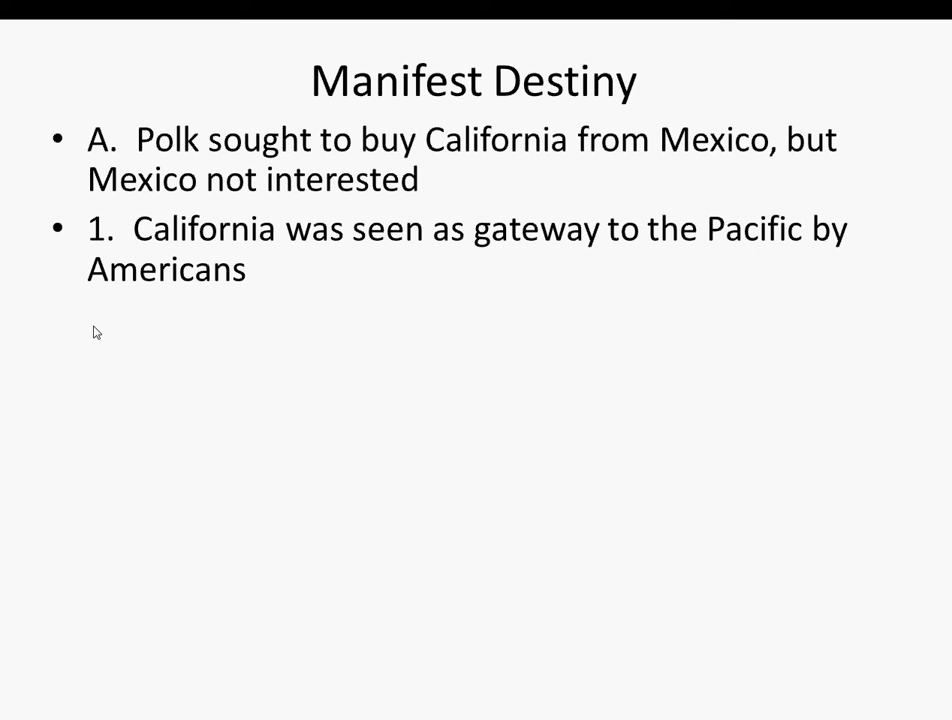 Manifest Destiny
• A. Polk sought to buy California from Mexico, but
Mexico not interested
• 1. California was seen as gateway to the Pacific by
Americans